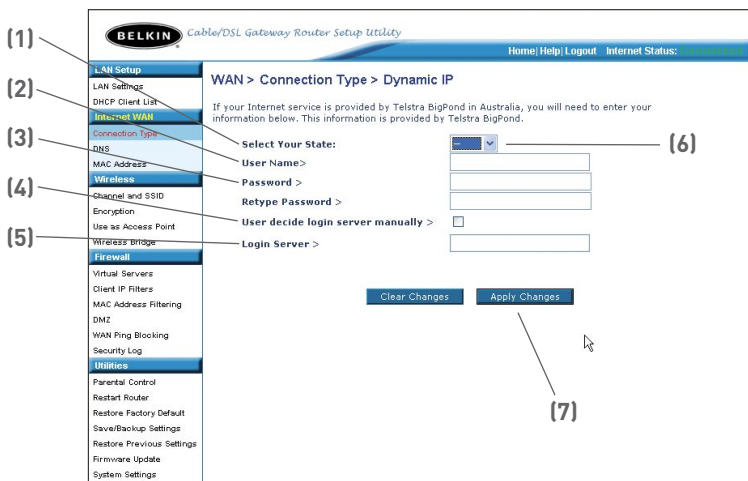 BELKIN Cable/DSL Gateway Router Setup Utility
Home| Help| Logout Internet Status:
(1)
(2)
(3)
(4)
(5)
LAN Setup
LAN Settings
DHCP Client List
Internet WAN
Connection Type
DNS
MAC Address
Wireless
Channel and SSID
Encryption
Use as Access Point
Wireless Bridge
Firewall
Virtual Servers
Client IP Filters
MAC Address Filtering
DMZ
WAN Ping Blocking
Security Log
Utilities
Parental Control
Restart Router
Restore Factory Default
Save/Backup Settings
Restore Previous Settings
Firmware Update
System Settings
WAN > Connection Type > Dynamic IP
If your Internet service is provided by Telstra BigPond in Australia, you will need to enter your
information below. This information is provided by Telstra BigPond.
Select Your State: --
User Name>
Password >
Retype Password >
User decide login server manually >
Login Server >
Clear Changes Apply Changes
(6)
(7)